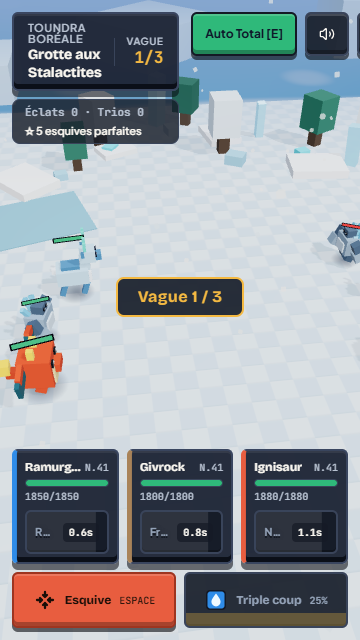 TOUNDRA
BORÉALE
Grotte aux
Stalactites
VAGUE
1/3
Auto Total [E]
Éclats 0 · Trios 0
★ 5 esquives parfaites
Vague 1 / 3
Ramurg... N.41
1850/1850
R... 0.6s
Givrock N.41
1800/1800
Fr... 0.8s
Ignisaur N.41
1880/1880
N... 1.1s
Esquive ESPACE
Triple coup 25%